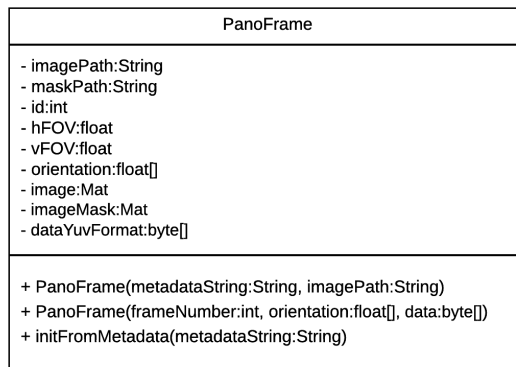 PanoFrame
- imagePath:String
- maskPath:String
- id:int
- hFOV:float
- vFOV:float
- orientation:float[]
- image:Mat
- imageMask:Mat
- dataYuvFormat:byte[]
+ PanoFrame(metadataString:String, imagePath:String)
+ PanoFrame(frameNumber:int, orientation:float[], data:byte[])
+ initFromMetadata(metadataString:String)